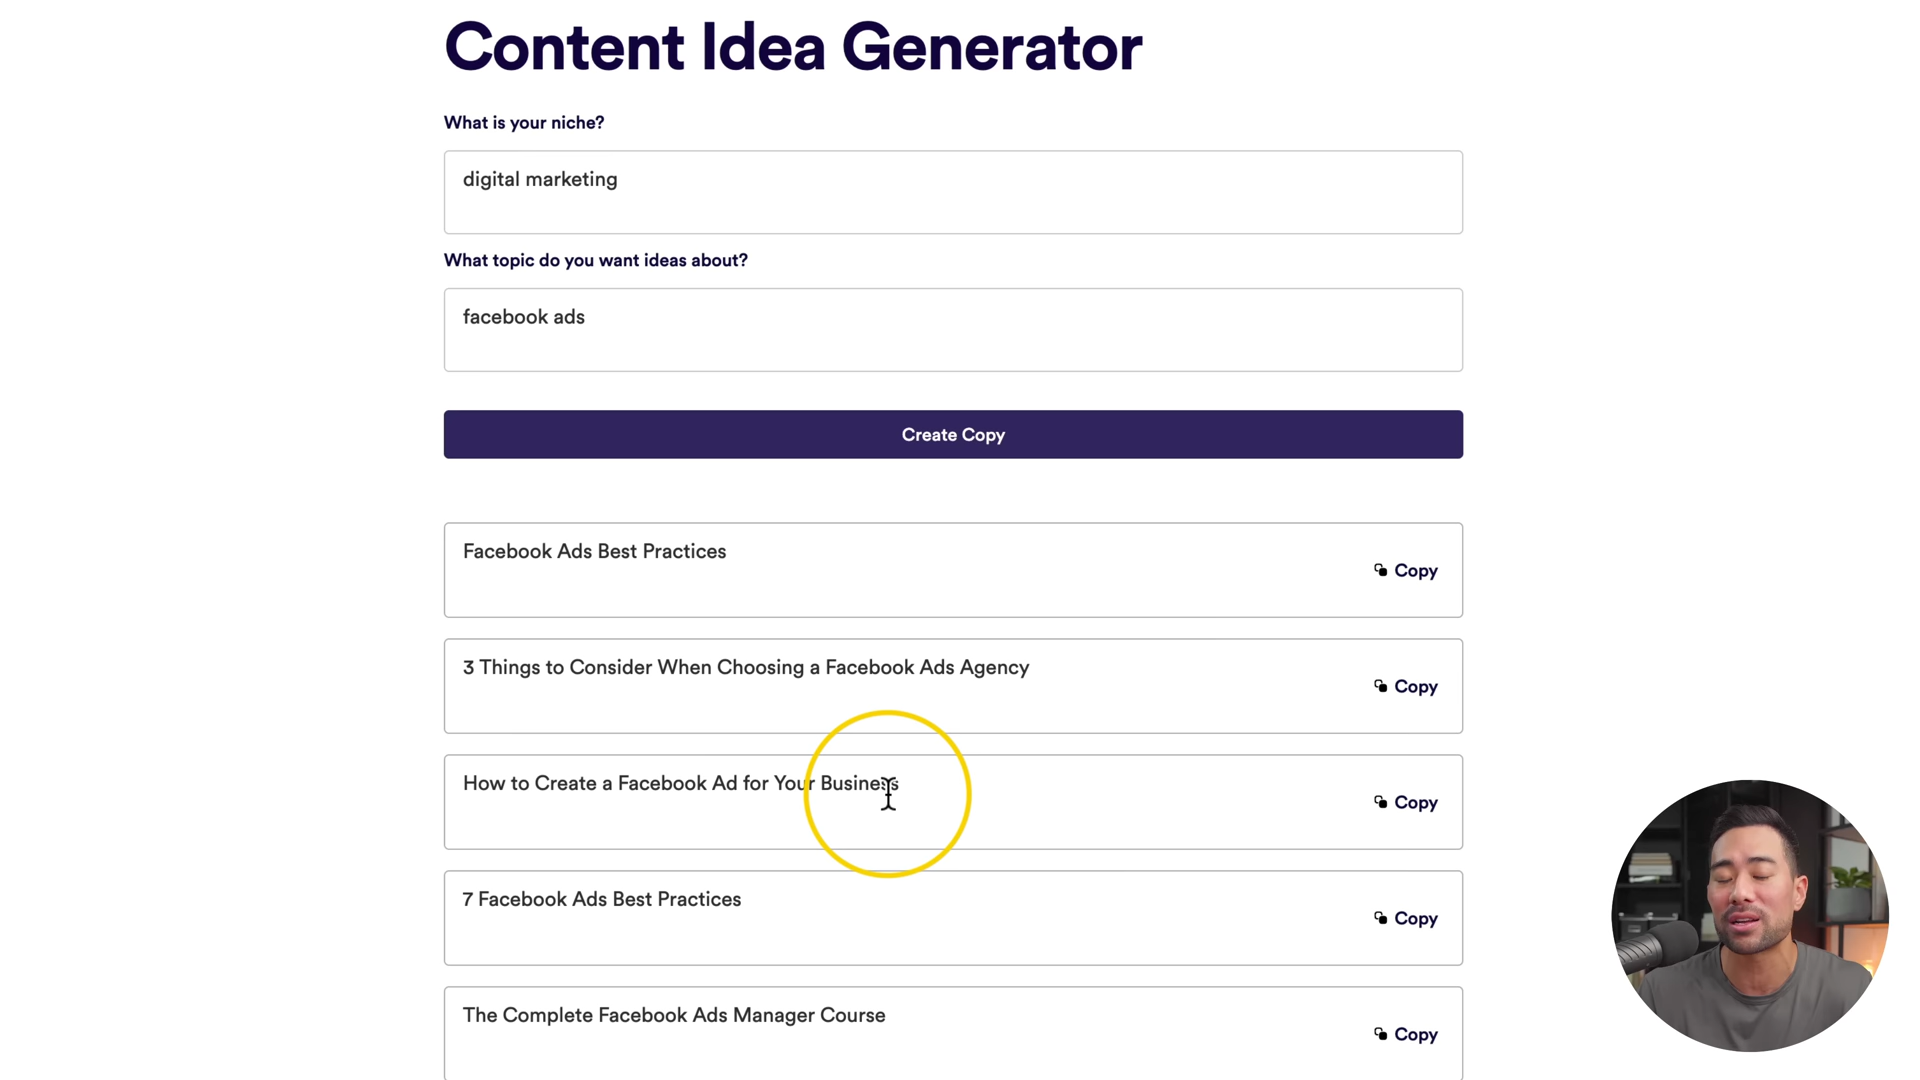 Content Idea Generator
What is your niche?
digital marketing
What topic do you want ideas about?
facebook ads
Create Copy
Facebook Ads Best Practices
Copy
3 Things to Consider When Choosing a Facebook Ads Agency
Copy
How to Create a Facebook Ad for Your Business
Copy
7 Facebook Ads Best Practices
Copy
The Complete Facebook Ads Manager Course
Copy